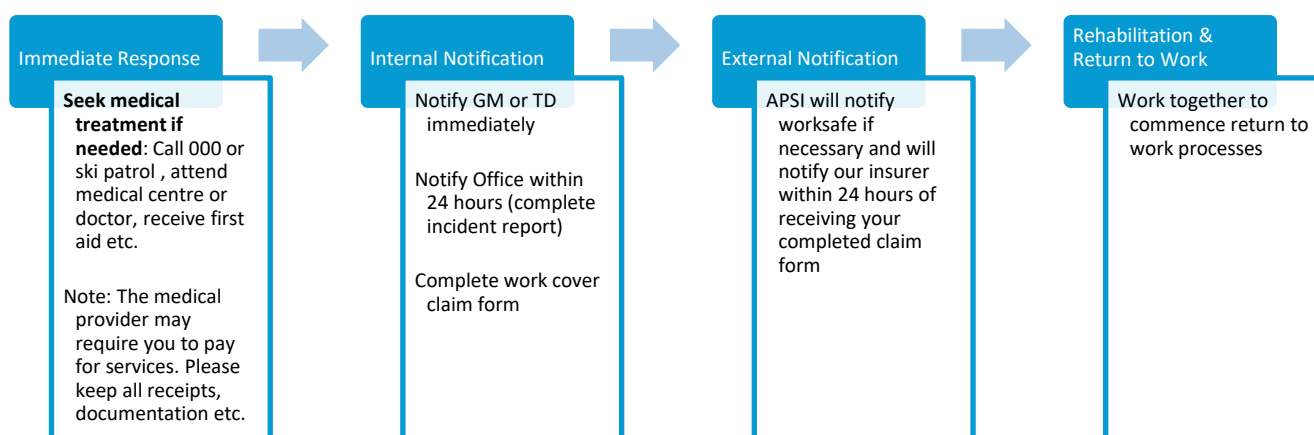 Immediate Response
Seek medical
treatment if
needed: Call 000 or
ski patrol , attend
medical centre or
doctor, receive first
aid etc.
Note: The medical
provider may
require you to pay
for services. Please
keep all receipts,
documentation etc.
Internal Notification
Notify GM or TD
immediately
Notify Office within
24 hours (complete
incident report)
Complete work cover
claim form
External Notification
APSI will notify
worksafe if
necessary and will
notify our insurer
within 24 hours of
receiving your
completed claim
form
Rehabilitation &
Return to Work
Work together to
commence return to
work processes